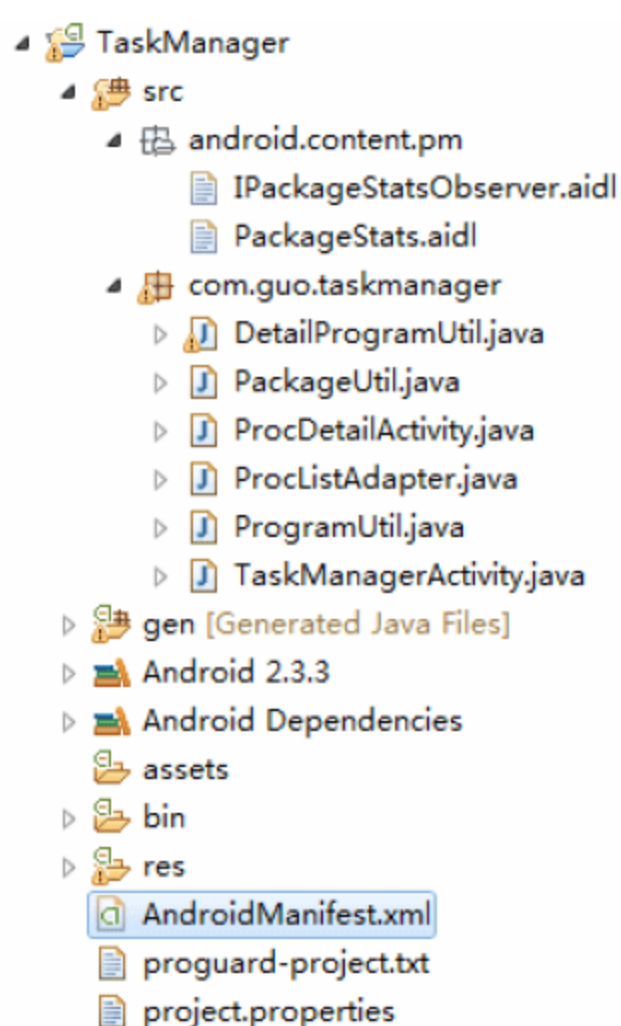 TaskManager
src
android.content.pm
IPackageStatsObserver.aidl
PackageStats.aidl
com.guo.taskmanager
DetailProgramUtil.java
PackageUtil.java
ProcDetailActivity.java
ProcListAdapter.java
ProgramUtil.java
TaskManagerActivity.java
gen [Generated Java Files]
Android 2.3.3
Android Dependencies
assets
bin
res
AndroidManifest.xml
proguard-project.txt
project.properties